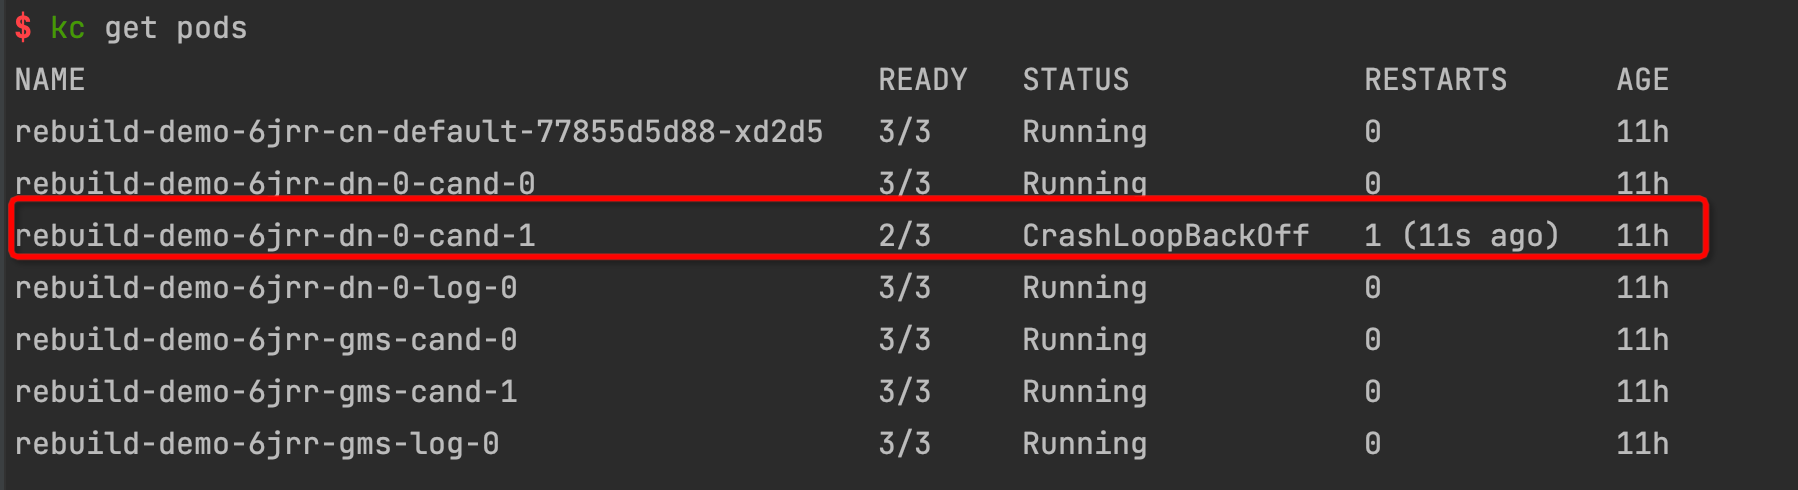 $ kc get pods
NAME READY STATUS RESTARTS AGE
rebuild-demo-6jrr-cn-default-77855d5d88-xd2d5 3/3 Running 0 11h
rebuild-demo-6jrr-dn-0-cand-0 3/3 Running 0 11h
rebuild-demo-6jrr-dn-0-cand-1 2/3 CrashLoopBackOff 1 (11s ago) 11h
rebuild-demo-6jrr-dn-0-log-0 3/3 Running 0 11h
rebuild-demo-6jrr-gms-cand-0 3/3 Running 0 11h
rebuild-demo-6jrr-gms-cand-1 3/3 Running 0 11h
rebuild-demo-6jrr-gms-log-0 3/3 Running 0 11h